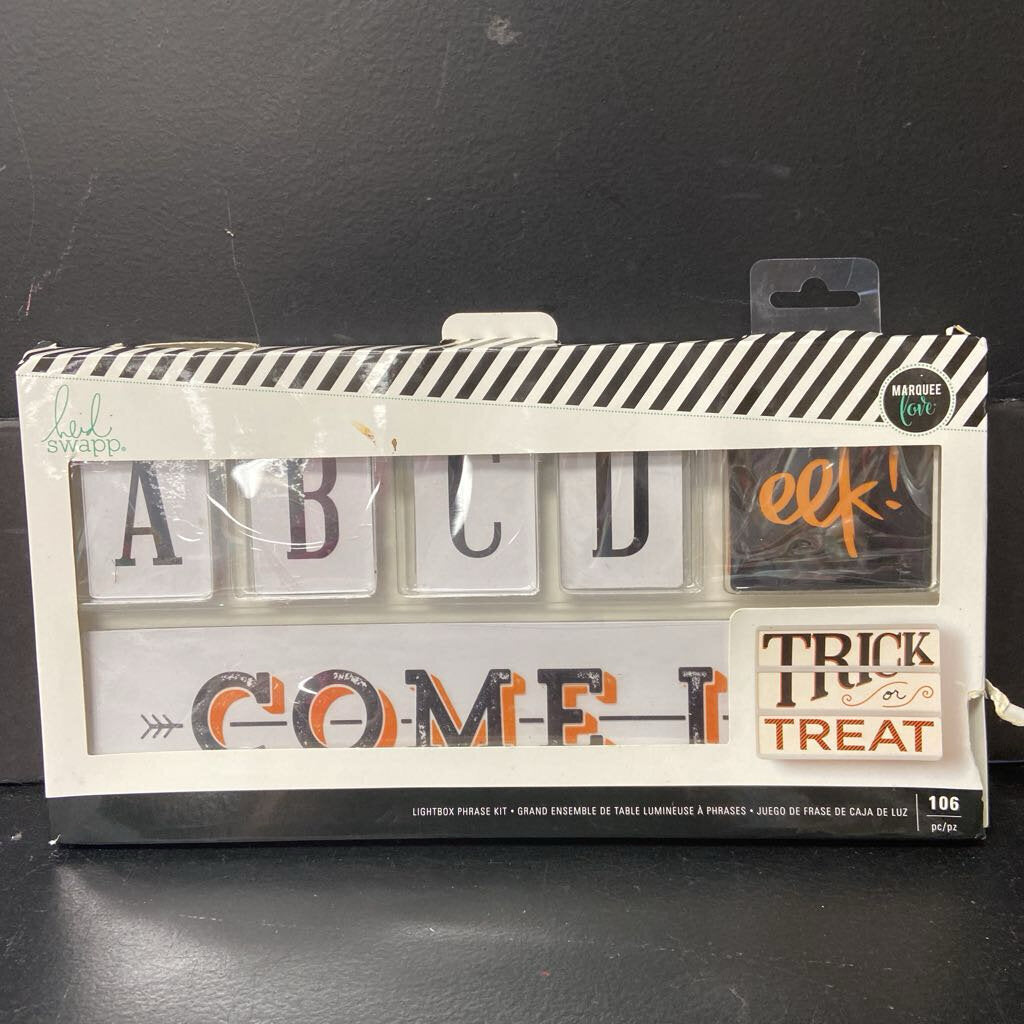 heidi
swapp®
MARQUEE
love
A B C D
eek!
COME I
TRICK
or
TREAT
LIGHTBOX PHRASE KIT • GRAND ENSEMBLE DE TABLE LUMINEUSE À PHRASES • JUEGO DE FRASE DE CAJA DE LUZ
106
pc/pz